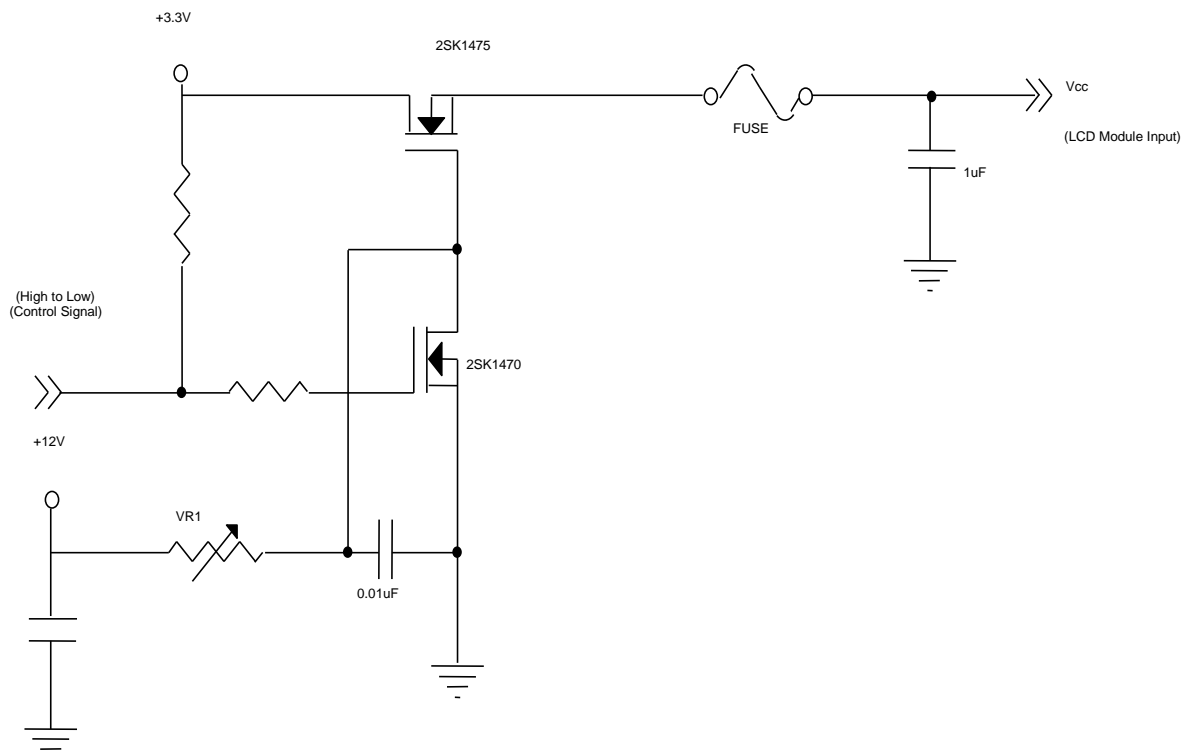 +3.3V
2SK1475
FUSE
Vcc
(LCD Module Input)
1uF
(High to Low)
(Control Signal)
2SK1470
+12V
VR1
0.01uF